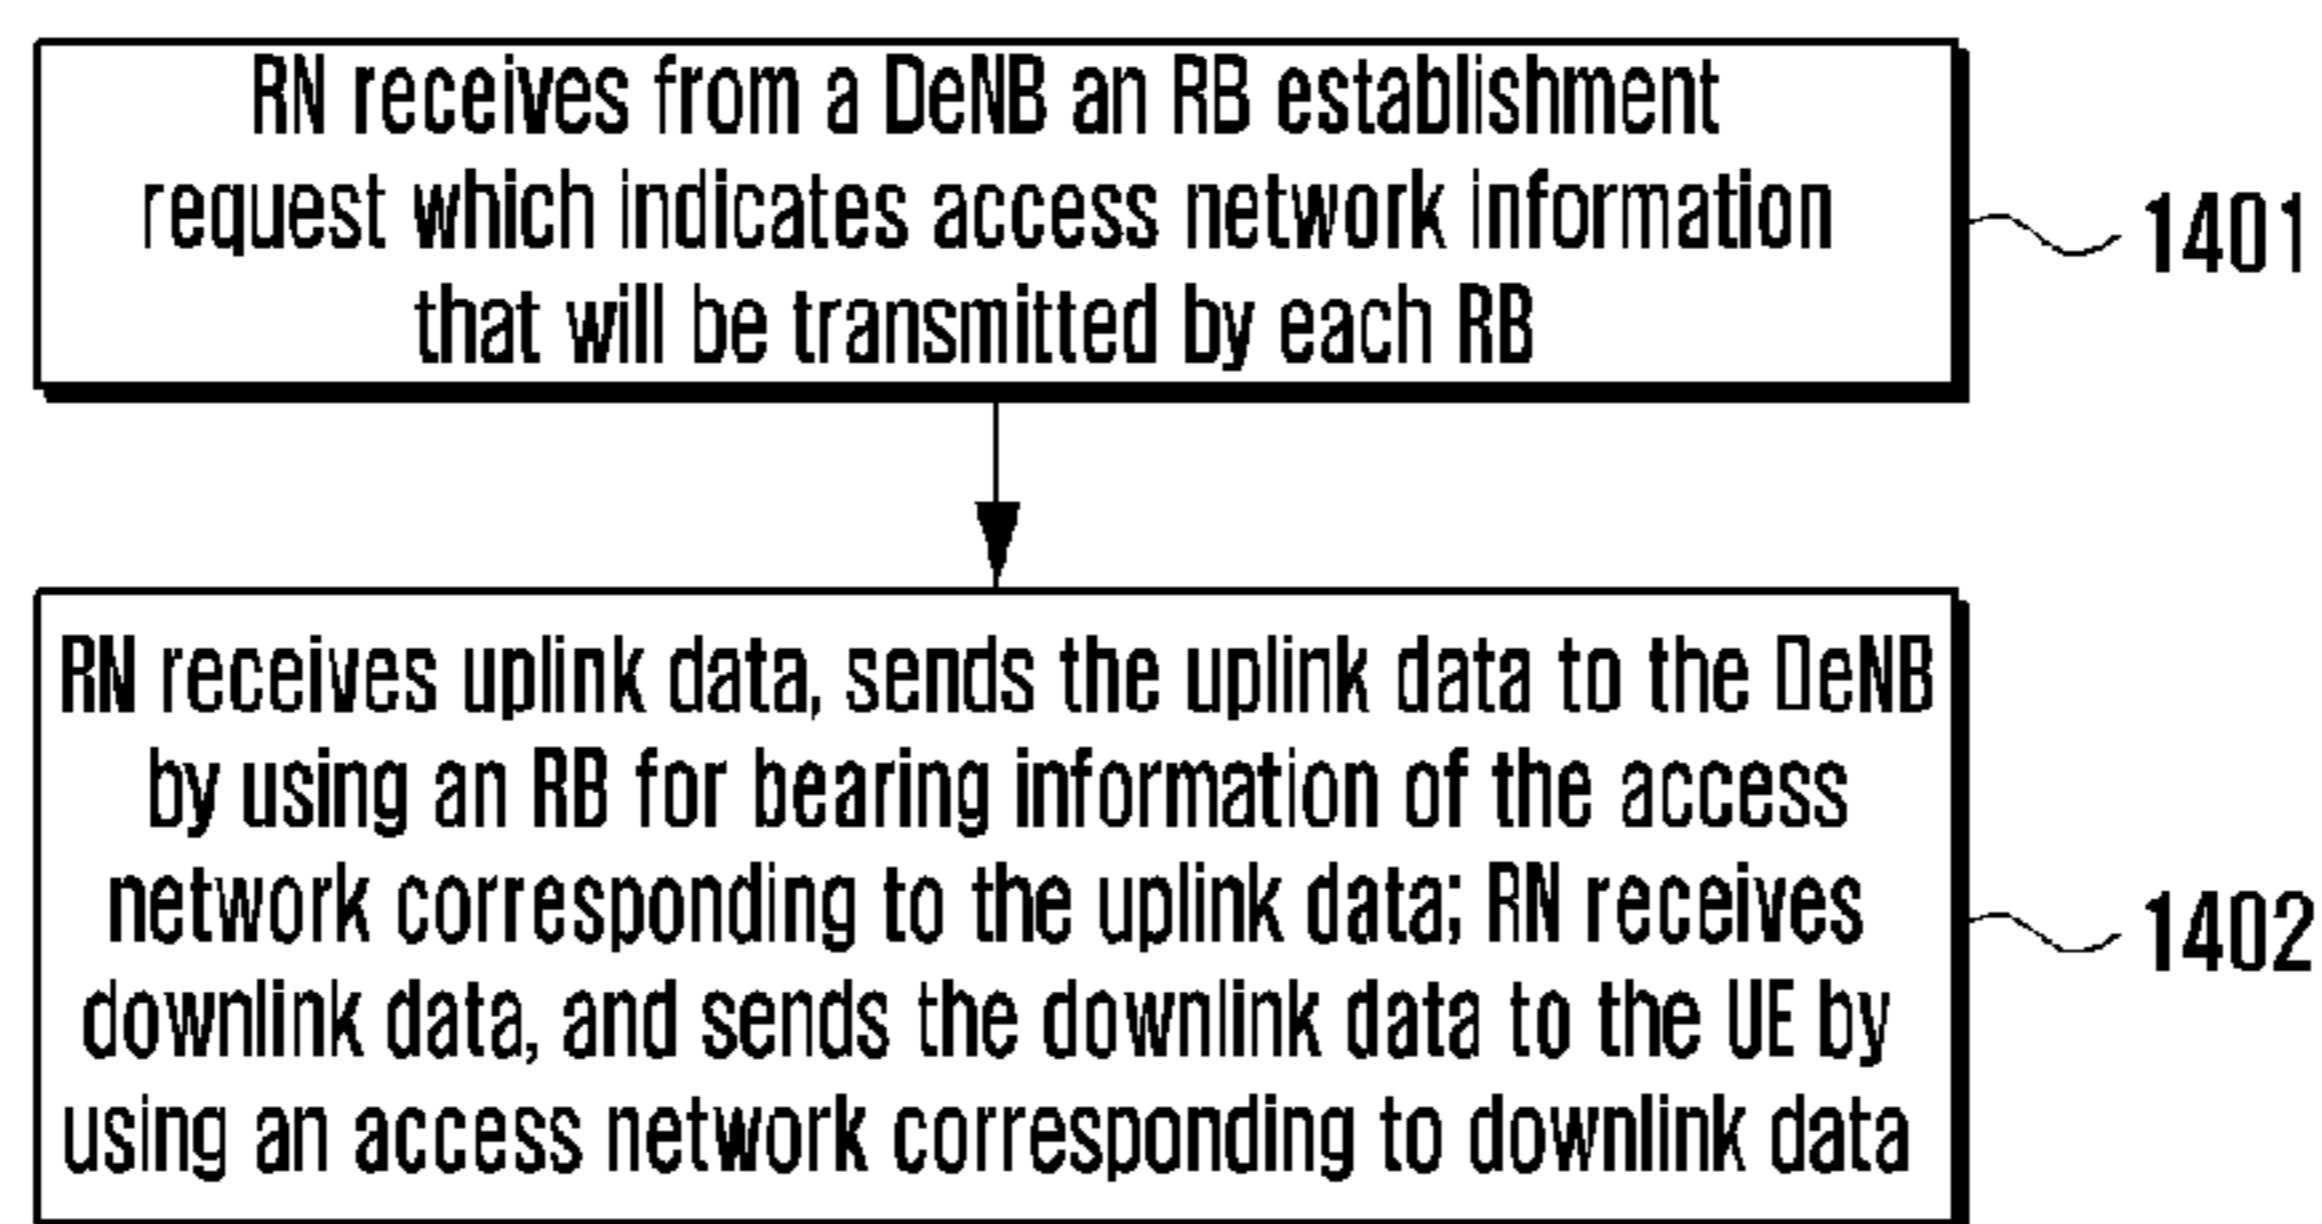 RN receives from a DeNB an RB establishment
request which indicates access network information
that will be transmitted by each RB
1401
RN receives uplink data, sends the uplink data to the DeNB
by using an RB for bearing information of the access
network corresponding to the uplink data; RN receives
downlink data, and sends the downlink data to the UE by
using an access network corresponding to downlink data
1402